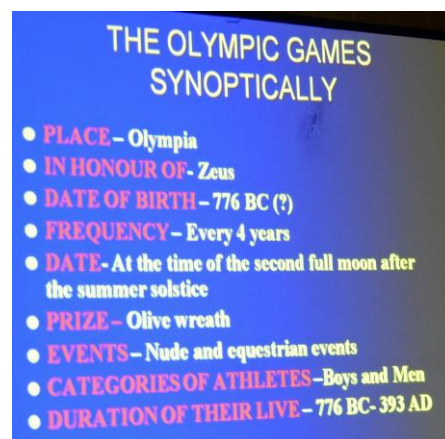 THE OLYMPIC GAMES
SYNOPTICALLY
● PLACE – Olympia
● IN HONOUR OF- Zeus
● DATE OF BIRTH – 776 BC (?)
● FREQUENCY – Every 4 years
● DATE- At the time of the second full moon after
the summer solstice
● PRIZE – Olive wreath
● EVENTS – Nude and equestrian events
● CATEGORIES OF ATHLETES –Boys and Men
● DURATION OF THEIR LIVE – 776 BC- 393 AD